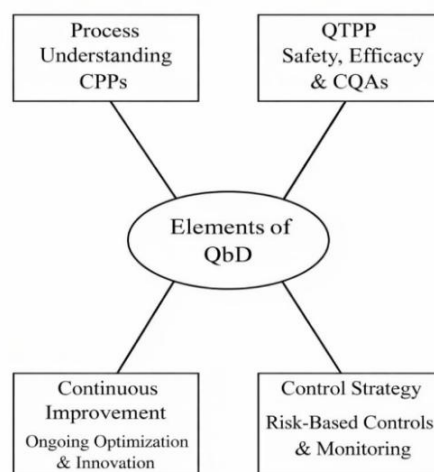 Process
Understanding
CPPs
QTPP
Safety, Efficacy
& CQAs
Elements of
QbD
Continuous
Improvement
Ongoing Optimization
& Innovation
Control Strategy
Risk-Based Controls
& Monitoring